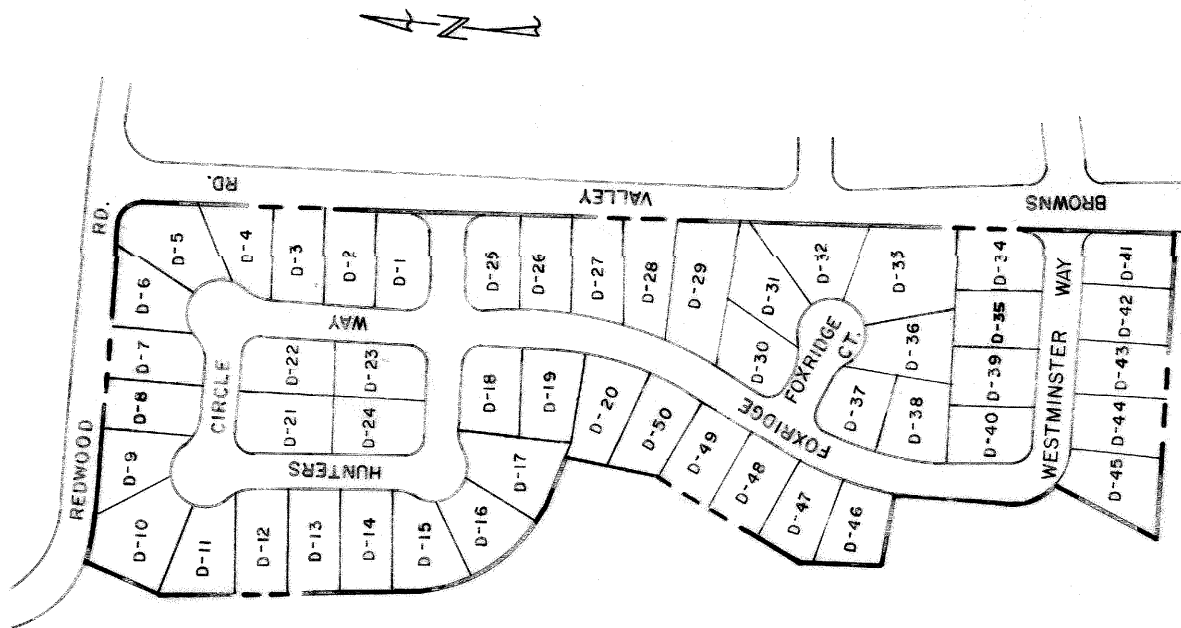 N
REDWOOD RD.
BROWNS VALLEY RD.
HUNTERS CIRCLE
WAY
FOXRIDGE
FOXRIDGE CT.
WESTMINSTER WAY
D-1
D-2
D-3
D-4
D-5
D-6
D-7
D-8
D-9
D-10
D-11
D-12
D-13
D-14
D-15
D-16
D-17
D-18
D-19
D-20
D-21
D-22
D-23
D-24
D-25
D-26
D-27
D-28
D-29
D-30
D-31
D-32
D-33
D-34
D-35
D-36
D-37
D-38
D-39
D-40
D-41
D-42
D-43
D-44
D-45
D-46
D-47
D-48
D-49
D-50